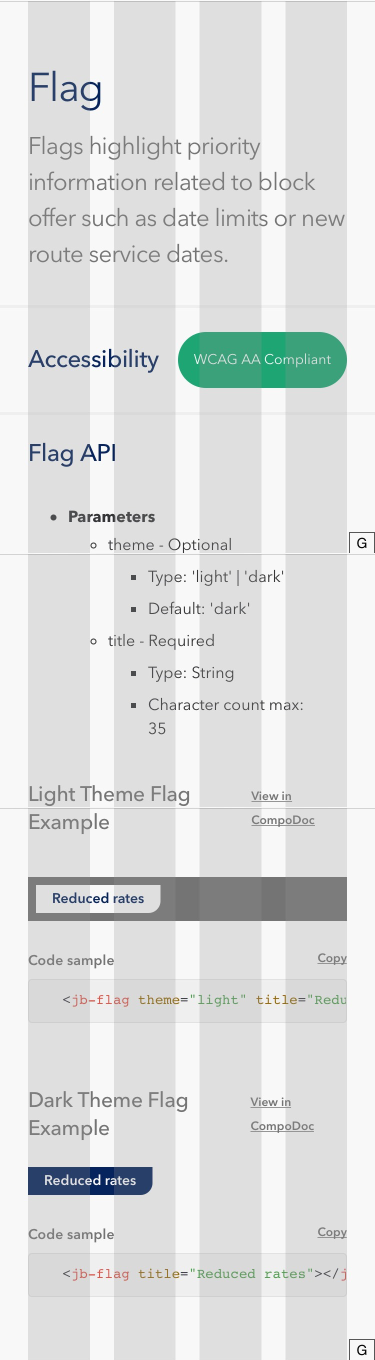 Flag
Flags highlight priority
information related to block
offer such as date limits or new
route service dates.
Accessibility
WCAG AA Compliant
Flag API
Parameters
G
theme - Optional
Type: 'light' | 'dark'
Default: 'dark'
title - Required
Type: String
Character count max:
35
Light Theme Flag
Example
View in
CompoDoc
Reduced rates
Code sample
Copy
<jb-flag theme="light" title="Redu
Dark Theme Flag
Example
View in
CompoDoc
Reduced rates
Code sample
Copy
<jb-flag title="Reduced rates"></j
G